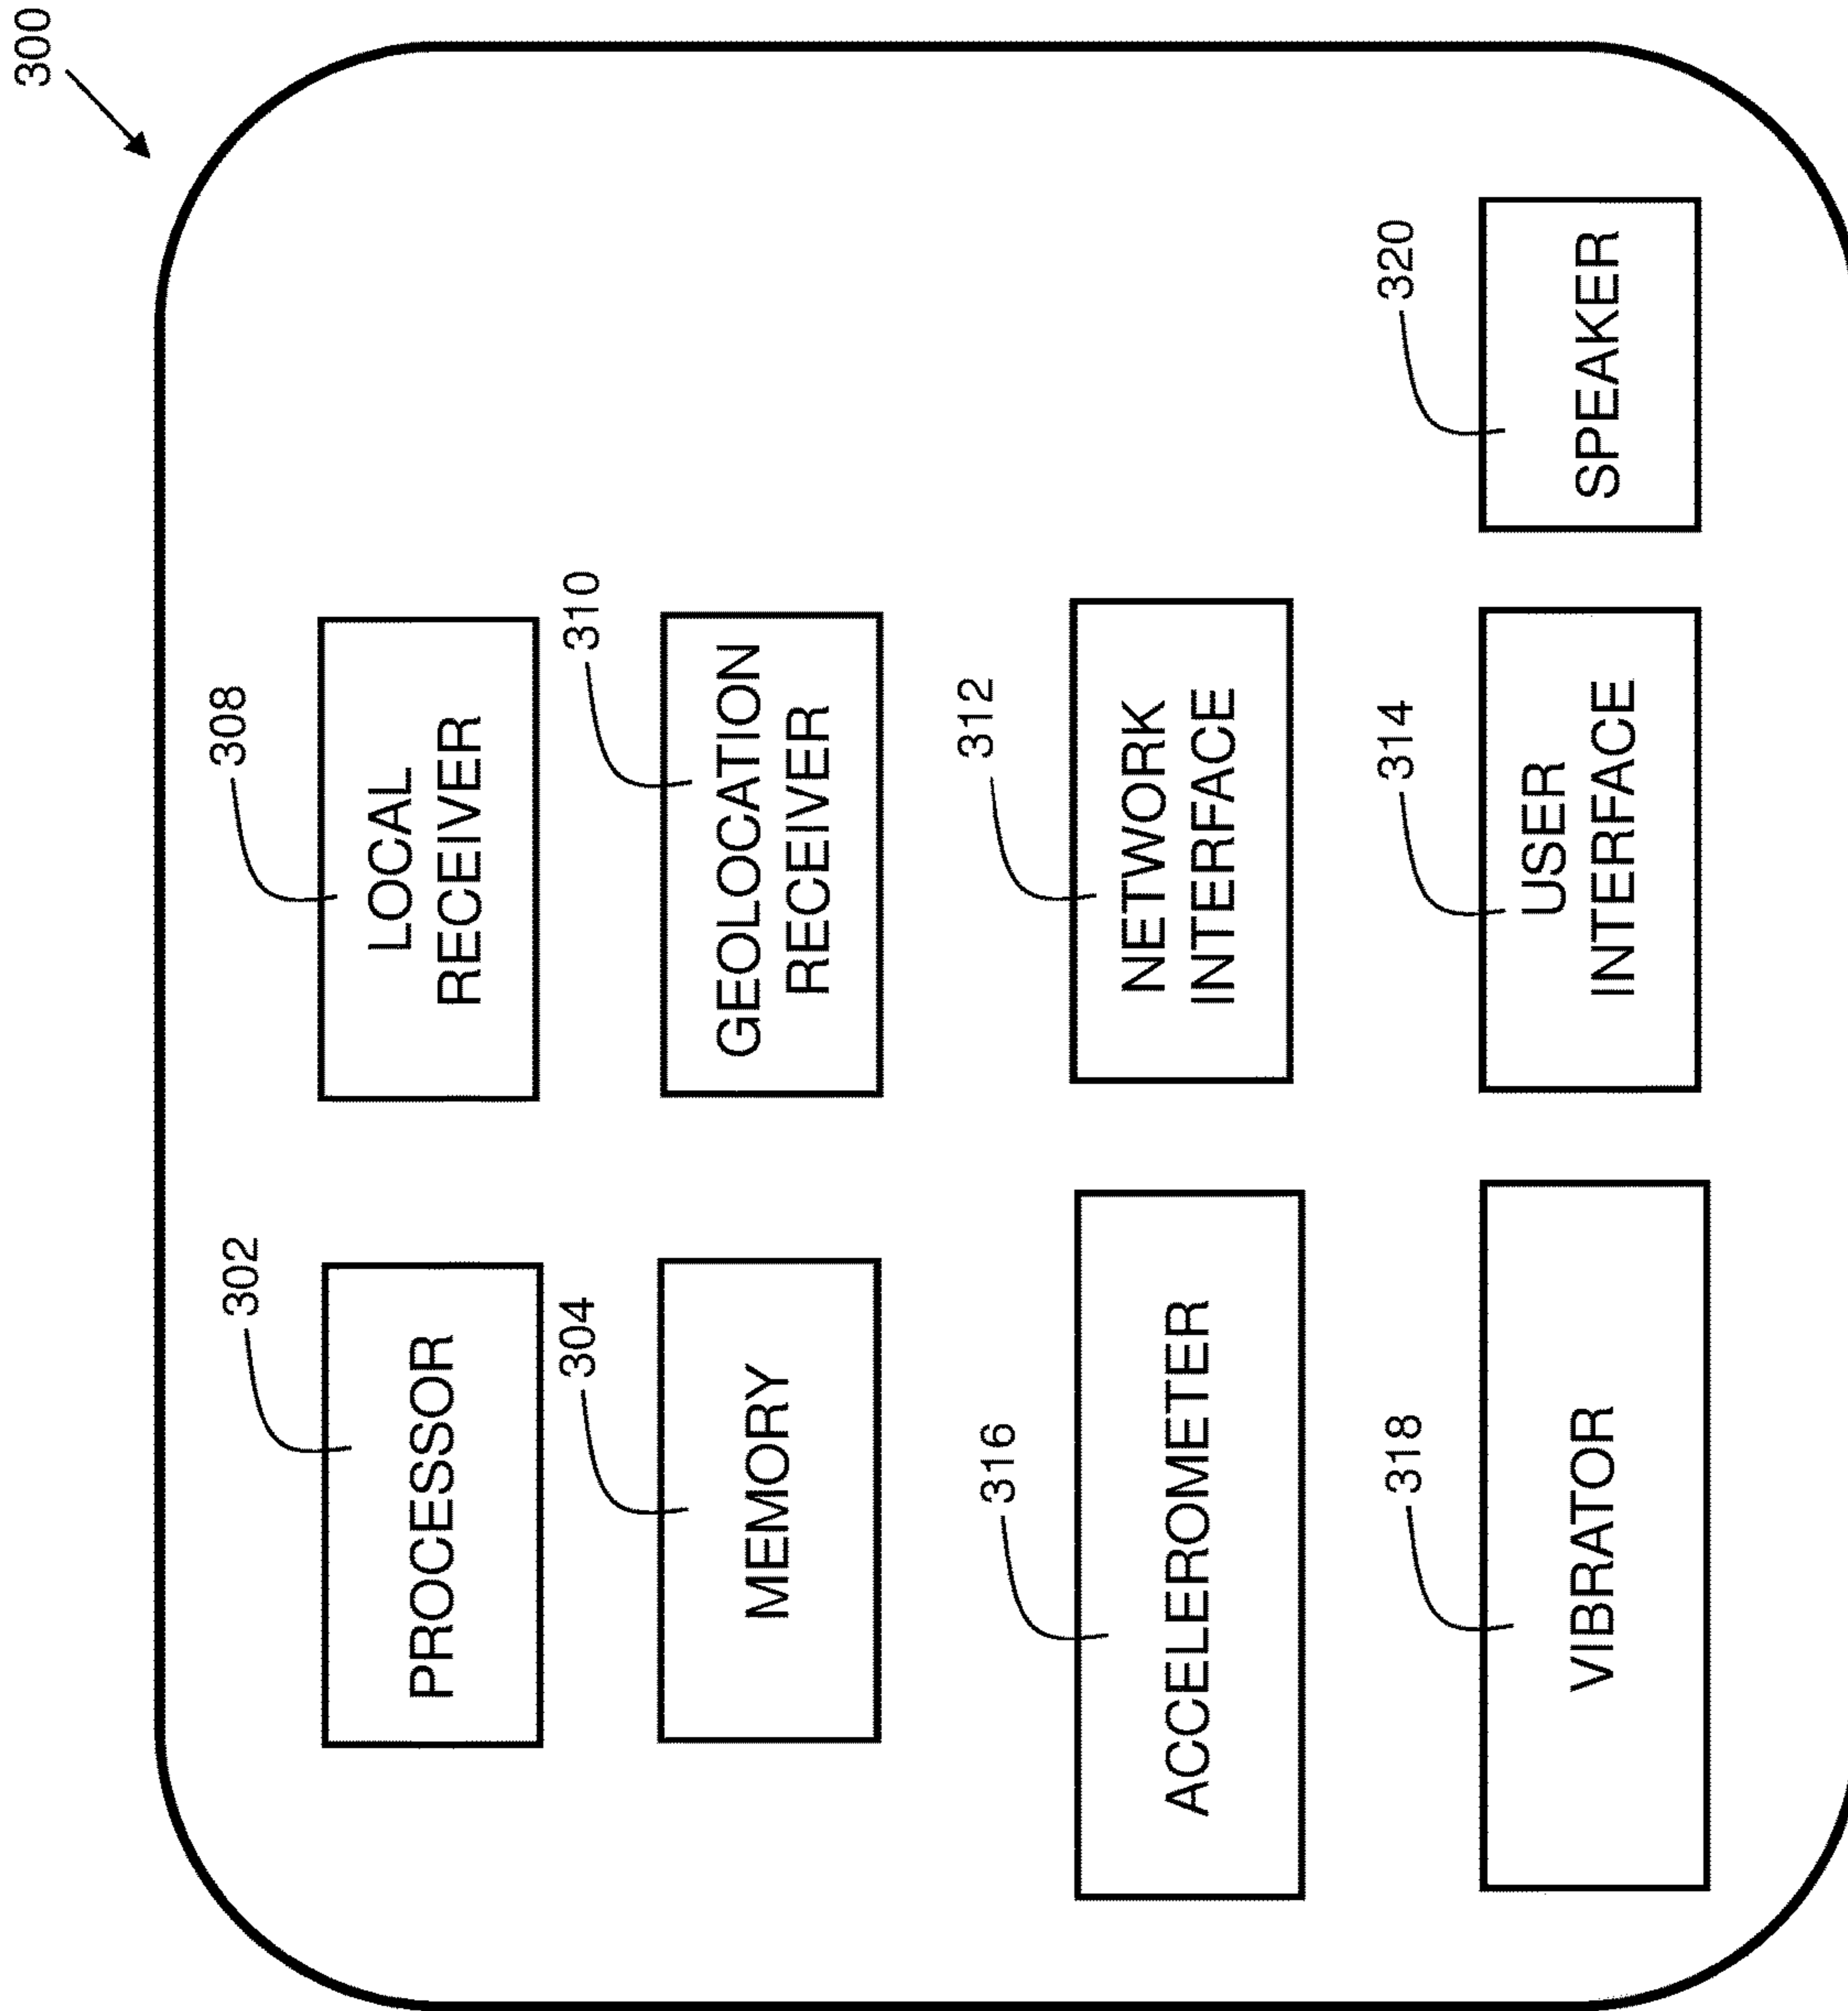 300
302
PROCESSOR
308
LOCAL
RECEIVER
304
MEMORY
310
GEOLOCATION
RECEIVER
316
ACCELEROMETER
312
NETWORK
INTERFACE
318
VIBRATOR
314
USER
INTERFACE
320
SPEAKER